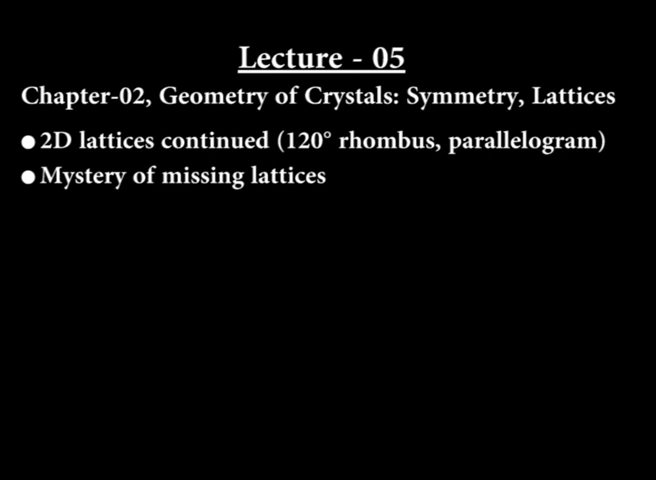 Lecture - 05
Chapter-02, Geometry of Crystals: Symmetry, Lattices
● 2D lattices continued (120° rhombus, parallelogram)
● Mystery of missing lattices